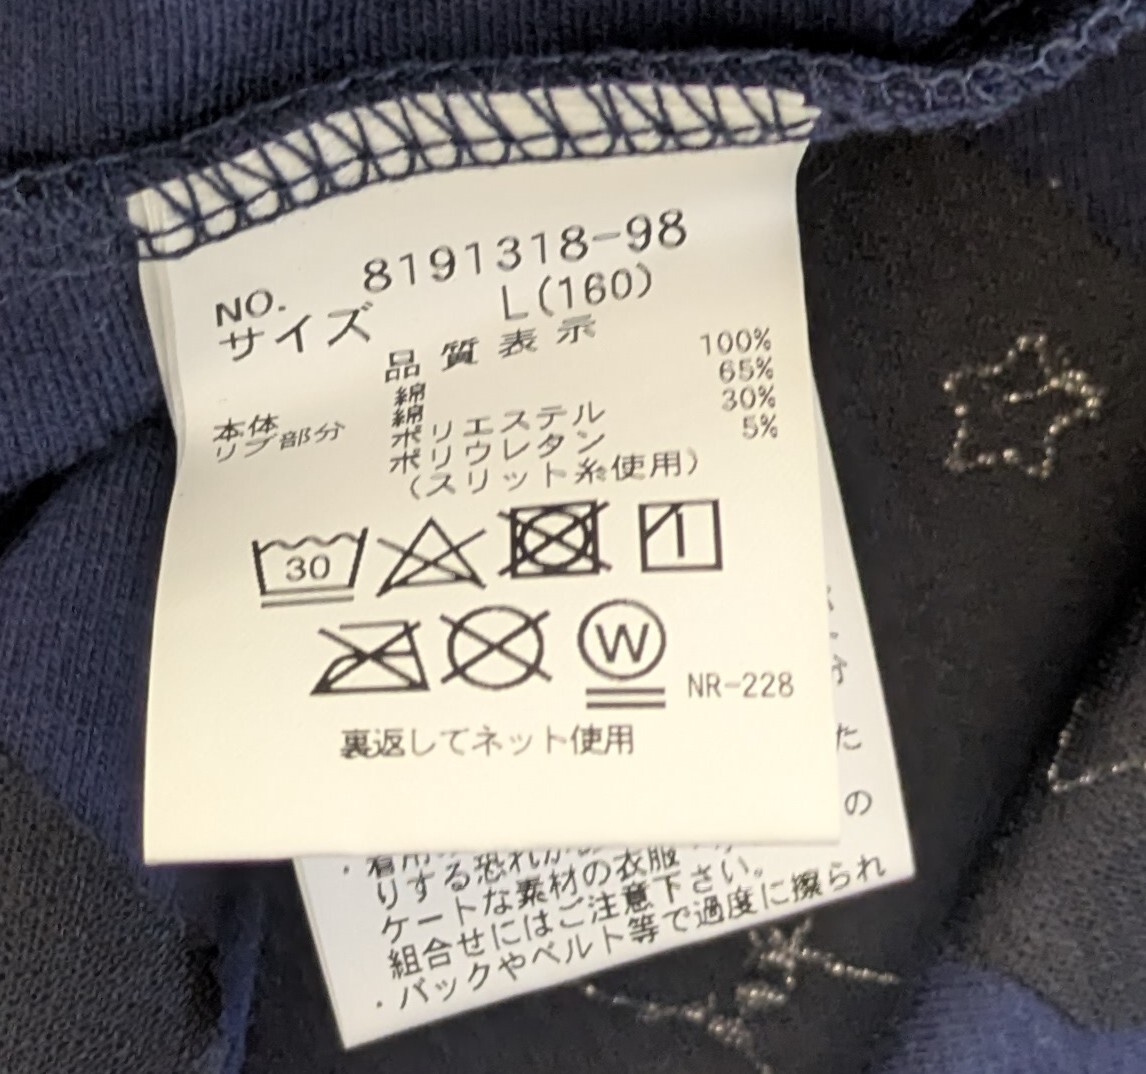 NO. 8191318-98
サイズ L(160)
品質表示
本体 綿 100%
リブ部分 綿 65%
ポリエステル 30%
ポリウレタン 5%
(スリット糸使用)
30
W
NR-228
裏返してネット使用
た
の
りする恐れが
ケートな素材の衣服
組合せにはご注意下さい。
・バックやベルト等で過度に擦られ